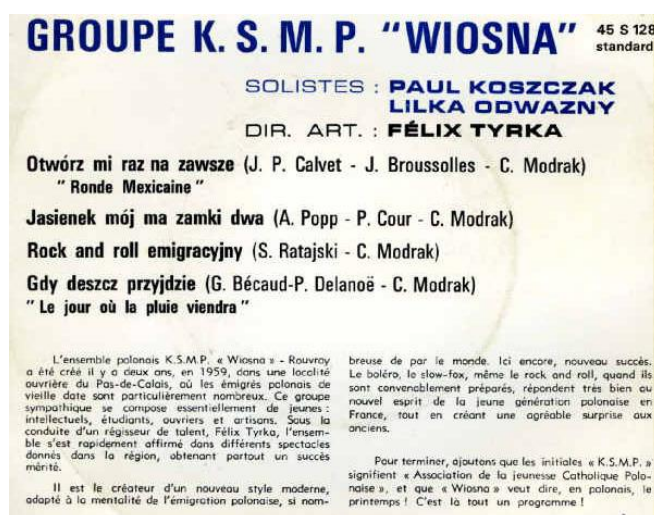 GROUPE K. S. M. P. “WIOSNA”
45 S 128
standard
SOLISTES : PAUL KOSZCZAK
LILKA ODWAZNY
DIR. ART. : FÉLIX TYRKA
Otwórz mi raz na zawsze (J. P. Calvet - J. Broussolles - C. Modrak)
“ Ronde Mexicaine ”
Jasienek mój ma zamki dwa (A. Popp - P. Cour - C. Modrak)
Rock and roll emigracyjny (S. Ratajski - C. Modrak)
Gdy deszcz przyjdzie (G. Bécaud-P. Delanoë - C. Modrak)
“ Le jour où la pluie viendra ”
L'ensemble polonais K.S.M.P. « Wiosna » - Rouvroy
a été créé il y a deux ans, en 1959, dans une localité
ouvrière du Pas-de-Calais, où les émigrés polonais de
vieille date sont particulièrement nombreux. Ce groupe
sympathique se compose essentiellement de jeunes :
intellectuels, étudiants, ouvriers et artisans. Sous la
conduite d'un régisseur de talent, Félix Tyrka, l'ensem-
ble s'est rapidement affirmé dans différents spectacles
donnés dans la région, obtenant partout un succès
mérité.
Il est le créateur d'un nouveau style moderne,
adapté à la mentalité de l'émigration polonaise, si nom-
breuse de par le monde. Ici encore, nouveau succès.
Le boléro, le slow-fox, même le rock and roll, quand ils
sont convenablement préparés, répondent très bien au
nouvel esprit de la jeune génération polonaise en
France, tout en créant une agréable surprise aux
anciens.
Pour terminer, ajoutons que les initiales « K.S.M.P. »
signifient « Association de la jeunesse Catholique Polo-
naise », et que « Wiosna » veut dire, en polonais, le
printemps ! C'est là tout un programme !